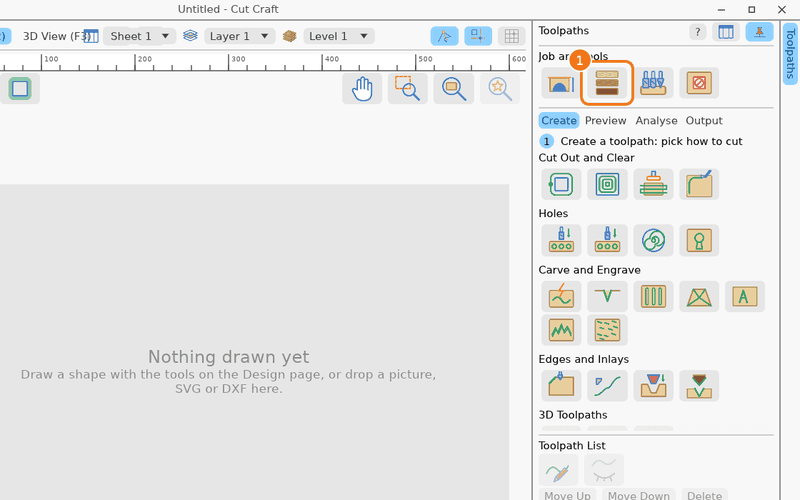 Untitled - Cut Craft
3D View (F3)
Sheet 1
Layer 1
Level 1
100
200
300
400
500
600
Nothing drawn yet
Draw a shape with the tools on the Design page, or drop a picture,
SVG or DXF here.
Toolpaths
?
Toolpaths
1
Create
Preview
Analyse
Output
1 Create a toolpath: pick how to cut
Cut Out and Clear
Holes
Carve and Engrave
A
Edges and Inlays
3D Toolpaths
Toolpath List
Move Up
Move Down
Delete